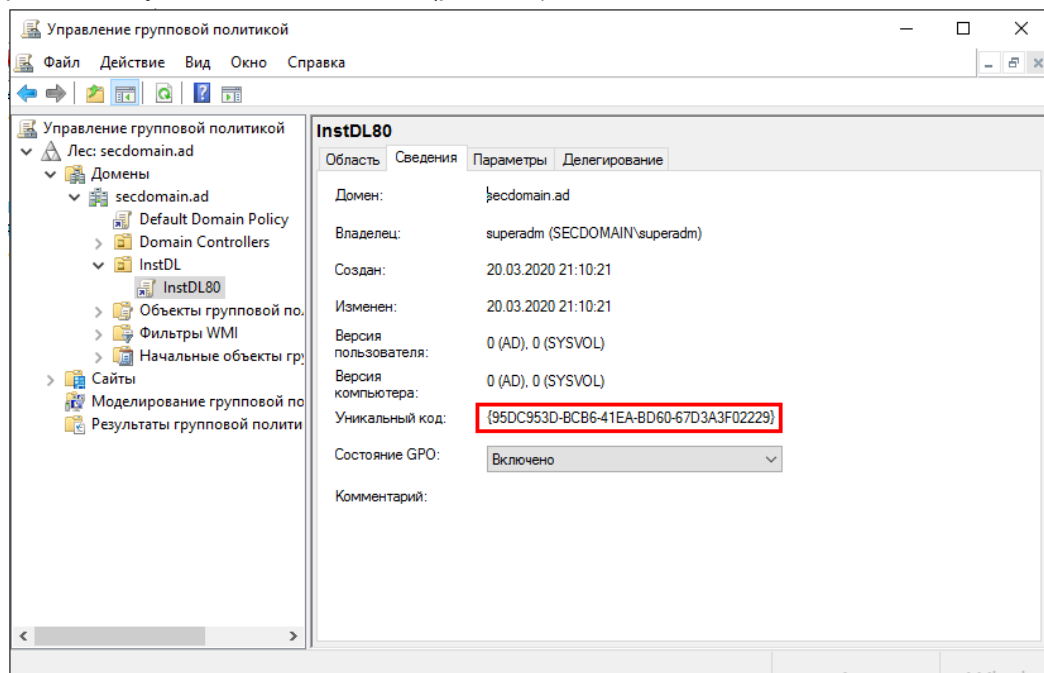 Управление групповой политикой
Файл Действие Вид Окно Справка
Управление групповой политикой
Лес: secdomain.ad
Домены
secdomain.ad
Default Domain Policy
Domain Controllers
InstDL
InstDL80
Объекты групповой по
Фильтры WMI
Начальные объекты гру
Сайты
Моделирование групповой по
Результаты групповой полити
InstDL80
Область Сведения Параметры Делегирование
Домен: secdomain.ad
Владелец: superadm (SECDOMAIN\superadm)
Создан: 20.03.2020 21:10:21
Изменен: 20.03.2020 21:10:21
Версия
пользователя: 0 (AD), 0 (SYSVOL)
Версия
компьютера: 0 (AD), 0 (SYSVOL)
Уникальный код: {95DC953D-BCB6-41EA-BD60-67D3A3F02229}
Состояние GPO: Включено
Комментарий: